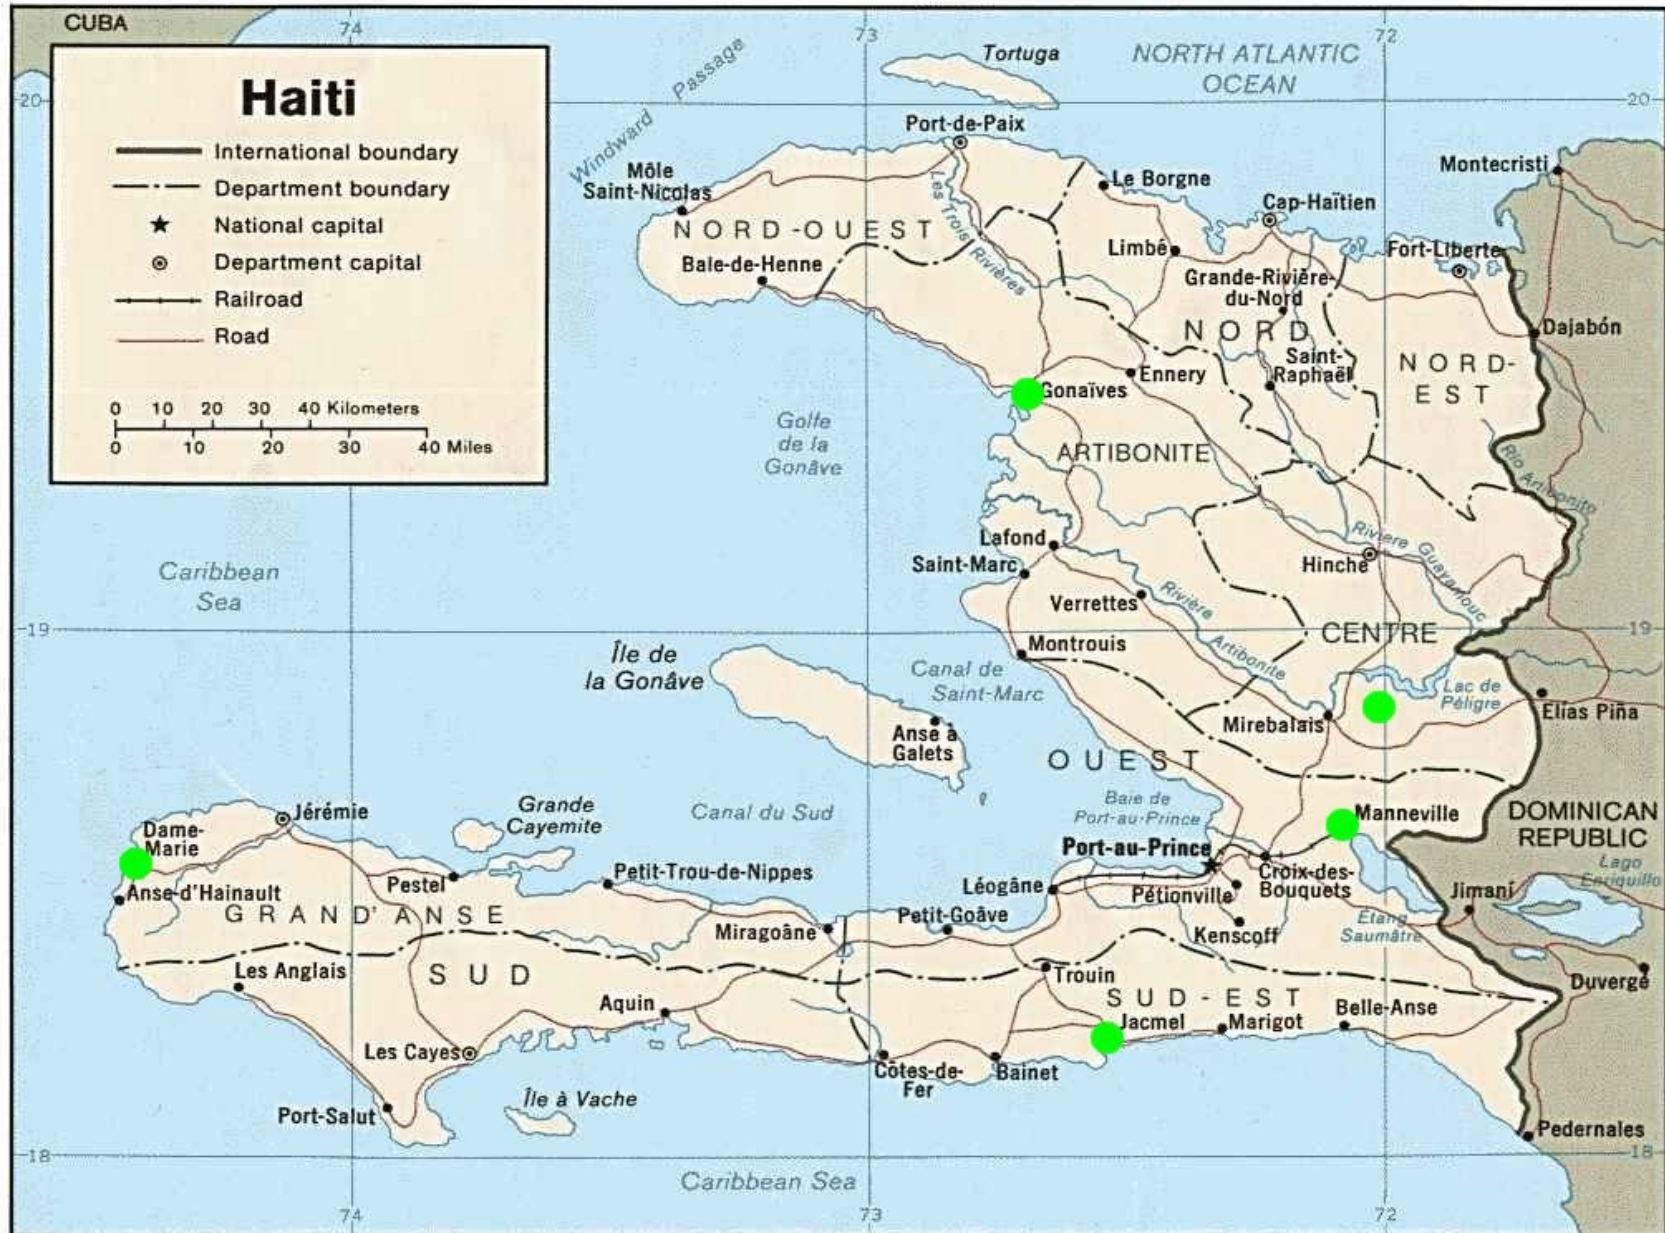 CUBA
Haiti
International boundary
Department boundary
National capital
Department capital
Railroad
Road
0 10 20 30 40 Kilometers
0 10 20 30 40 Miles
74
73
72
20
20
Tortuga
NORTH ATLANTIC
OCEAN
Windward Passage
Port-de-Paix
Môle
Saint-Nicolas
NORD-OUEST
Baie-de-Henne
Les Trois Rivières
Le Borgne
Cap-Haïtien
Montecristi
Limbé
Fort-Liberte
Grande-Rivière-
du-Nord
NORD
Dajabón
Saint-
Raphaël
NORD-
EST
Gonaïves
Ennery
Golfe
de la
Gonâve
ARTIBONITE
Rio Artibonito
Lafond
Saint-Marc
Riviere Guayamouc
Hinche
Caribbean
Sea
Verrettes
Rivière
Artibonite
19
19
CENTRE
Montrouis
Île de
la Gonâve
Canal de
Saint-Marc
Lac de
Péligre
Mirebalais
Elías Piña
Anse à
Galets
OUEST
Baie de
Port-au-Prince
Manneville
DOMINICAN
REPUBLIC
Jérémie
Grande
Cayemite
Canal du Sud
Dame-
Marie
Port-au-Prince
Croix-des-
Bouquets
Lago
Enriquillo
Pestel
Petit-Trou-de-Nippes
Léogâne
Pétionville
Jimaní
Anse-d'Hainault
GRAND'ANSE
Petit-Goâve
Miragoâne
Kenscoff
Étang
Saumâtre
Les Anglais
SUD
Trouin
Duvergé
Aquin
SUD-EST
Jacmel
Marigot
Belle-Anse
Les Cayes
Côtes-de-
Fer
Bainet
Île à Vache
Port-Salut
Pedernales
18
18
Caribbean Sea
74
73
72